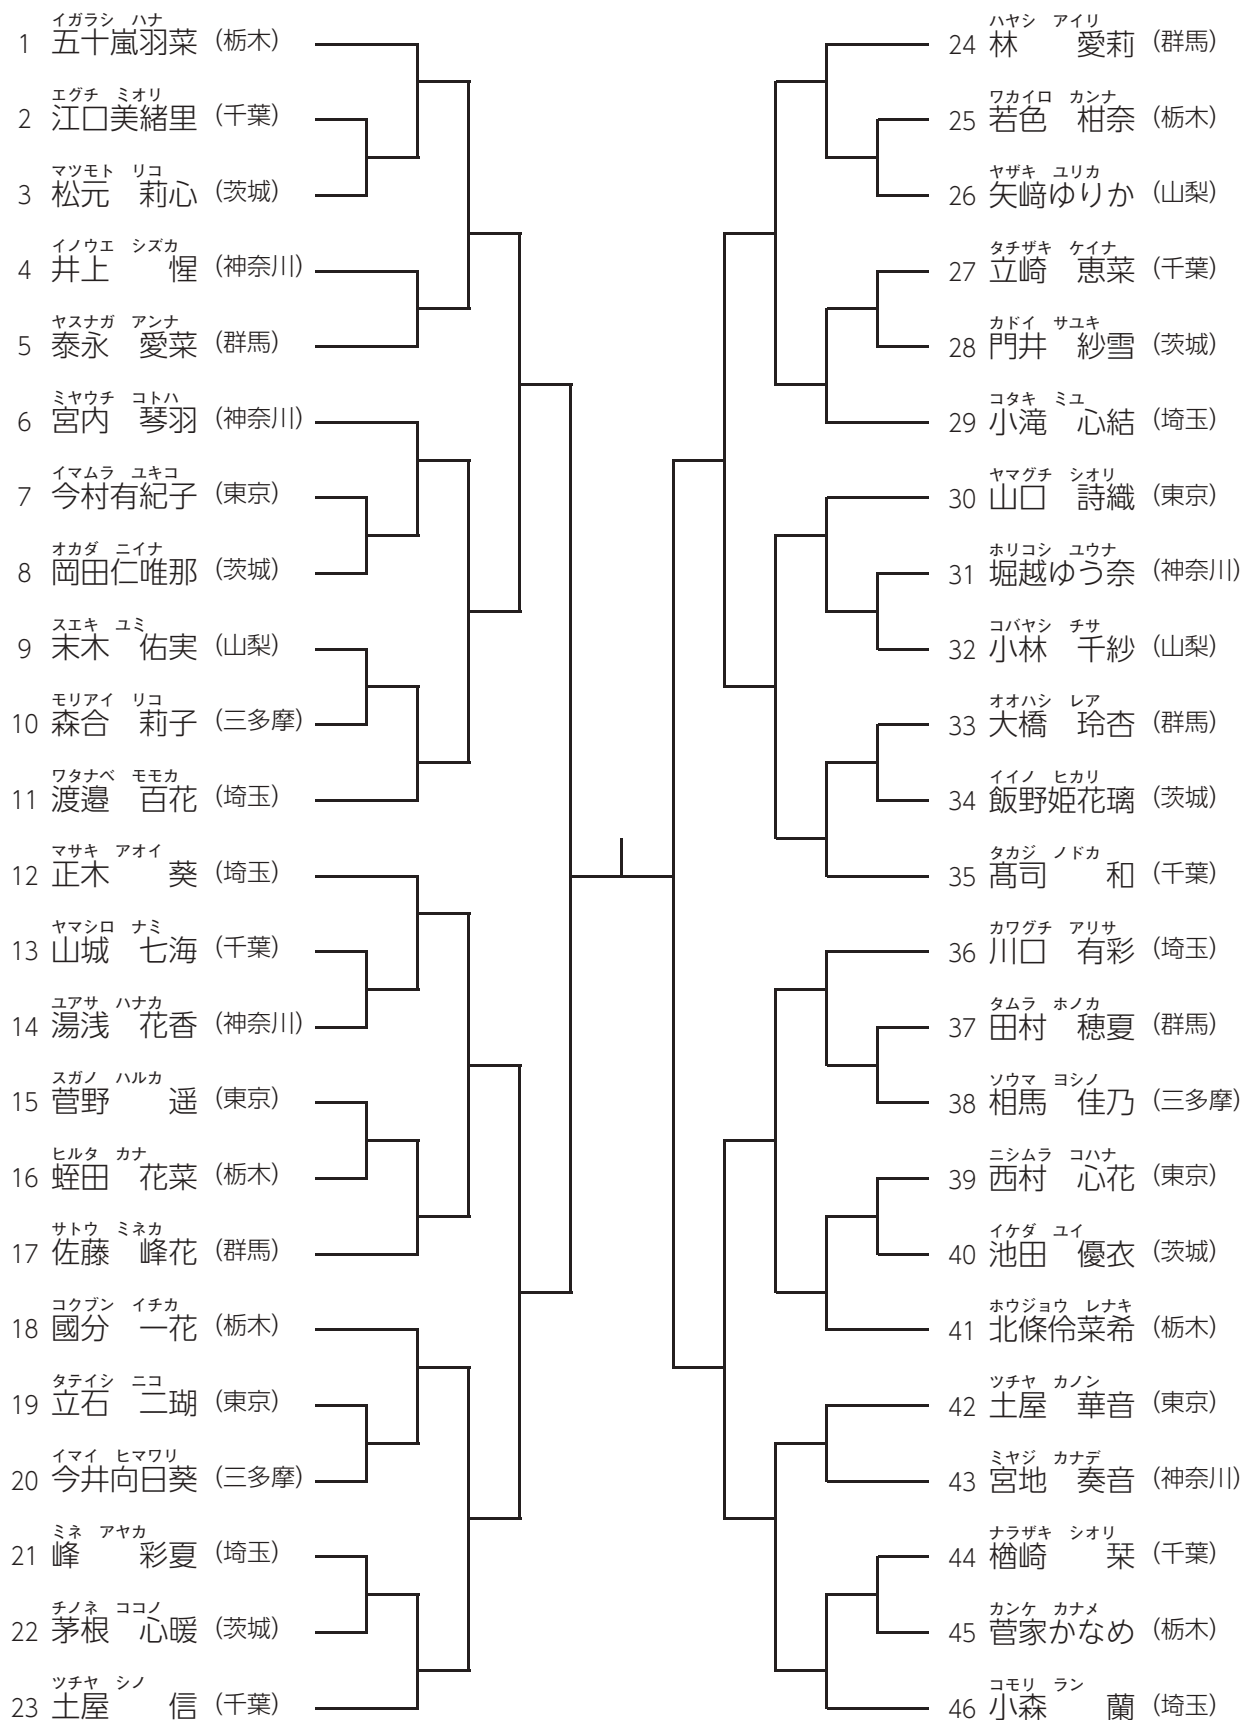 イガラシ ハナ
1 五十嵐羽菜 (栃木)
エグチ ミオリ
2 江口美緒里 (千葉)
マツモト リコ
3 松元 莉心 (茨城)
イノウエ シズカ
4 井上 惺 (神奈川)
ヤスナガ アンナ
5 泰永 愛菜 (群馬)
ミヤウチ コトハ
6 宮内 琴羽 (神奈川)
イマムラ ユキコ
7 今村有紀子 (東京)
オカダ ニイナ
8 岡田仁唯那 (茨城)
スエキ ユミ
9 末木 佑実 (山梨)
モリアイ リコ
10 森合 莉子 (三多摩)
ワタナベ モモカ
11 渡邉 百花 (埼玉)
マサキ アオイ
12 正木 葵 (埼玉)
ヤマシロ ナミ
13 山城 七海 (千葉)
ユアサ ハナカ
14 湯浅 花香 (神奈川)
スガノ ハルカ
15 菅野 遥 (東京)
ヒルタ カナ
16 蛭田 花菜 (栃木)
サトウ ミネカ
17 佐藤 峰花 (群馬)
コクブン イチカ
18 國分 一花 (栃木)
タテイシ ニコ
19 立石 二瑚 (東京)
イマイ ヒマワリ
20 今井向日葵 (三多摩)
ミネ アヤカ
21 峰 彩夏 (埼玉)
チノネ ココノ
22 茅根 心暖 (茨城)
ツチヤ シノ
23 土屋 信 (千葉)
ハヤシ アイリ
24 林 愛莉 (群馬)
ワカイロ カンナ
25 若色 柑奈 (栃木)
ヤザキ ユリカ
26 矢﨑ゆりか (山梨)
タチザキ ケイナ
27 立崎 恵菜 (千葉)
カドイ サユキ
28 門井 紗雪 (茨城)
コタキ ミユ
29 小滝 心結 (埼玉)
ヤマグチ シオリ
30 山口 詩織 (東京)
ホリコシ ユウナ
31 堀越ゆう奈 (神奈川)
コバヤシ チサ
32 小林 千紗 (山梨)
オオハシ レア
33 大橋 玲杏 (群馬)
イイノ ヒカリ
34 飯野姫花璃 (茨城)
タカジ ノドカ
35 髙司 和 (千葉)
カワグチ アリサ
36 川口 有彩 (埼玉)
タムラ ホノカ
37 田村 穂夏 (群馬)
ソウマ ヨシノ
38 相馬 佳乃 (三多摩)
ニシムラ コハナ
39 西村 心花 (東京)
イケダ ユイ
40 池田 優衣 (茨城)
ホウジョウ レナキ
41 北條伶菜希 (栃木)
ツチヤ カノン
42 土屋 華音 (東京)
ミヤジ カナデ
43 宮地 奏音 (神奈川)
ナラザキ シオリ
44 楢崎 栞 (千葉)
カンケ カナメ
45 菅家かなめ (栃木)
コモリ ラン
46 小森 蘭 (埼玉)